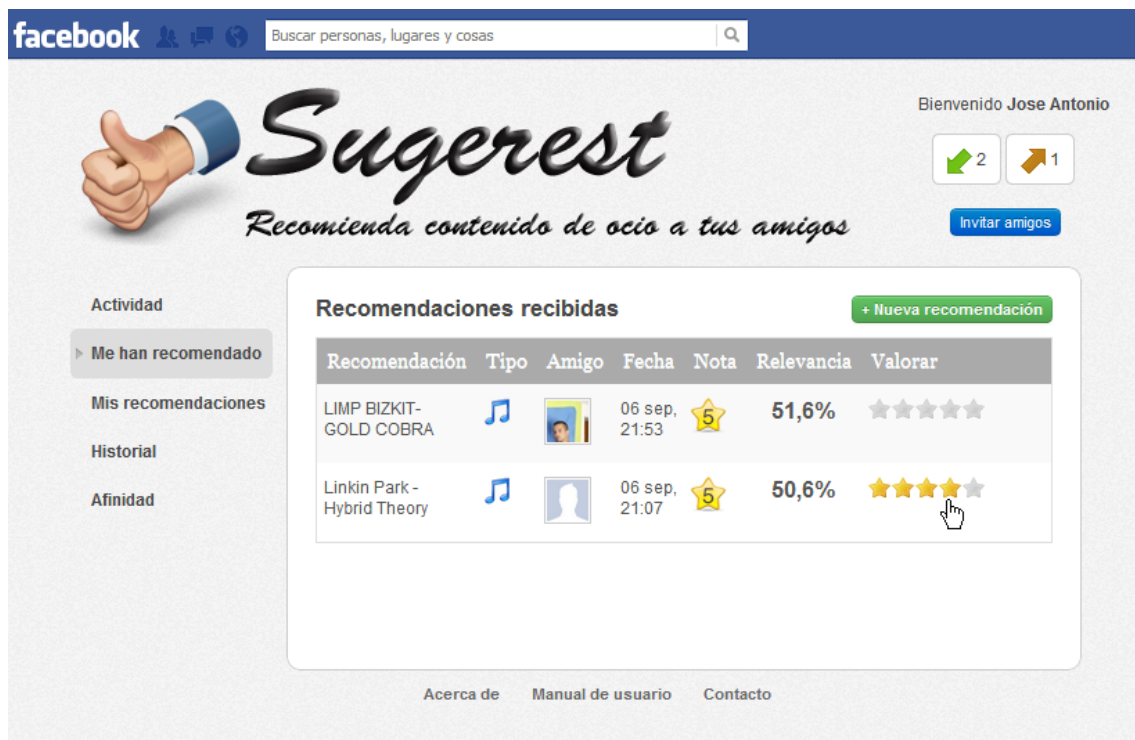 facebook
Buscar personas, lugares y cosas
Bienvenido Jose Antonio
Sugerest
2
1
Recomienda contenido de ocio a tus amigos
Invitar amigos
Actividad
Me han recomendado
Mis recomendaciones
Historial
Afinidad
Recomendaciones recibidas
+ Nueva recomendación
Recomendación Tipo Amigo Fecha Nota Relevancia Valorar
LIMP BIZKIT-
GOLD COBRA
06 sep,
21:53
5
51,6%
Linkin Park -
Hybrid Theory
06 sep,
21:07
5
50,6%
Acerca de Manual de usuario Contacto